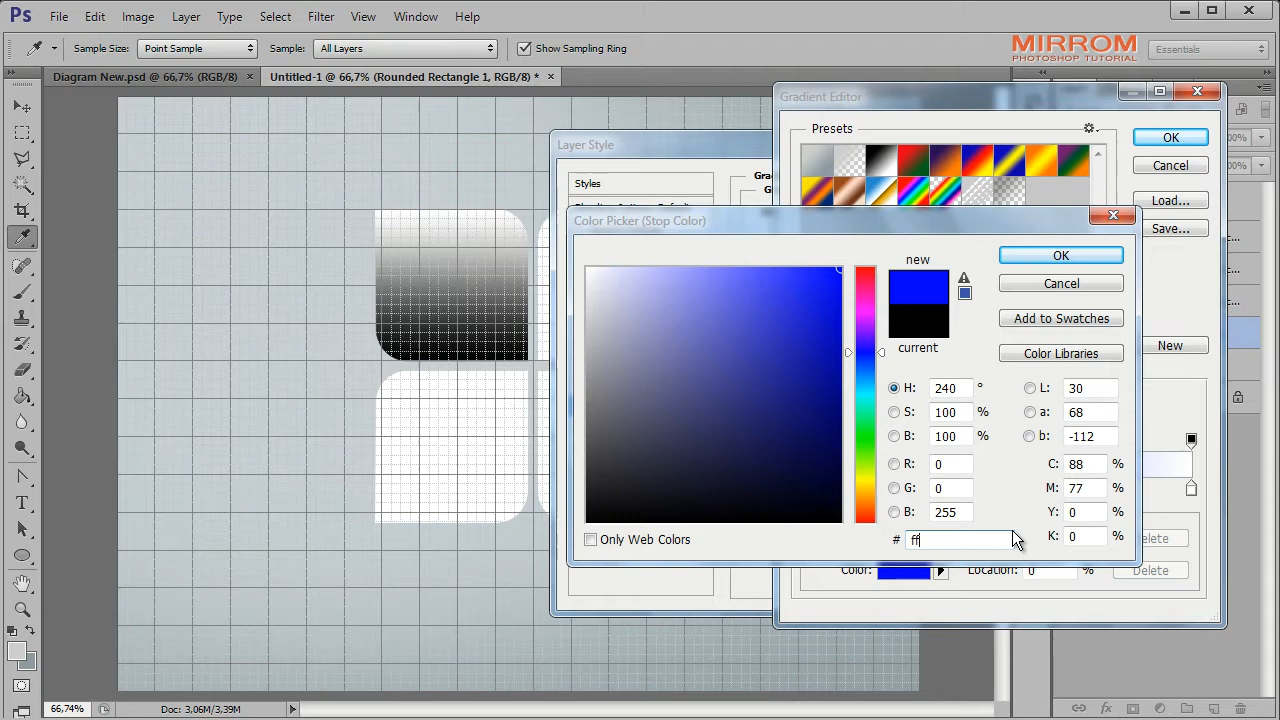 Ps File Edit Image Layer Type Select Filter View Window Help
Sample Size: Point Sample Sample: All Layers Show Sampling Ring
MIRROM
PHOTOSHOP TUTORIAL
Essentials
Diagram New.psd @ 66,7% (RGB/8) × Untitled-1 @ 66,7% (Rounded Rectangle 1, RGB/8) * ×
Gradient Editor
Presets
OK
Cancel
Load...
Save...
New
Layer Style
Styles
Color Picker (Stop Color)
new
current
OK
Cancel
Add to Swatches
Color Libraries
H: 240 °
S: 100 %
B: 100 %
R: 0
G: 0
B: 255
L: 30
a: 68
b: -112
C: 88 %
M: 77 %
Y: 0 %
K: 0 %
Only Web Colors
# ff
Delete
Color: Location: 0 % Delete
66,74% Doc: 3,06M/3,39M
fx